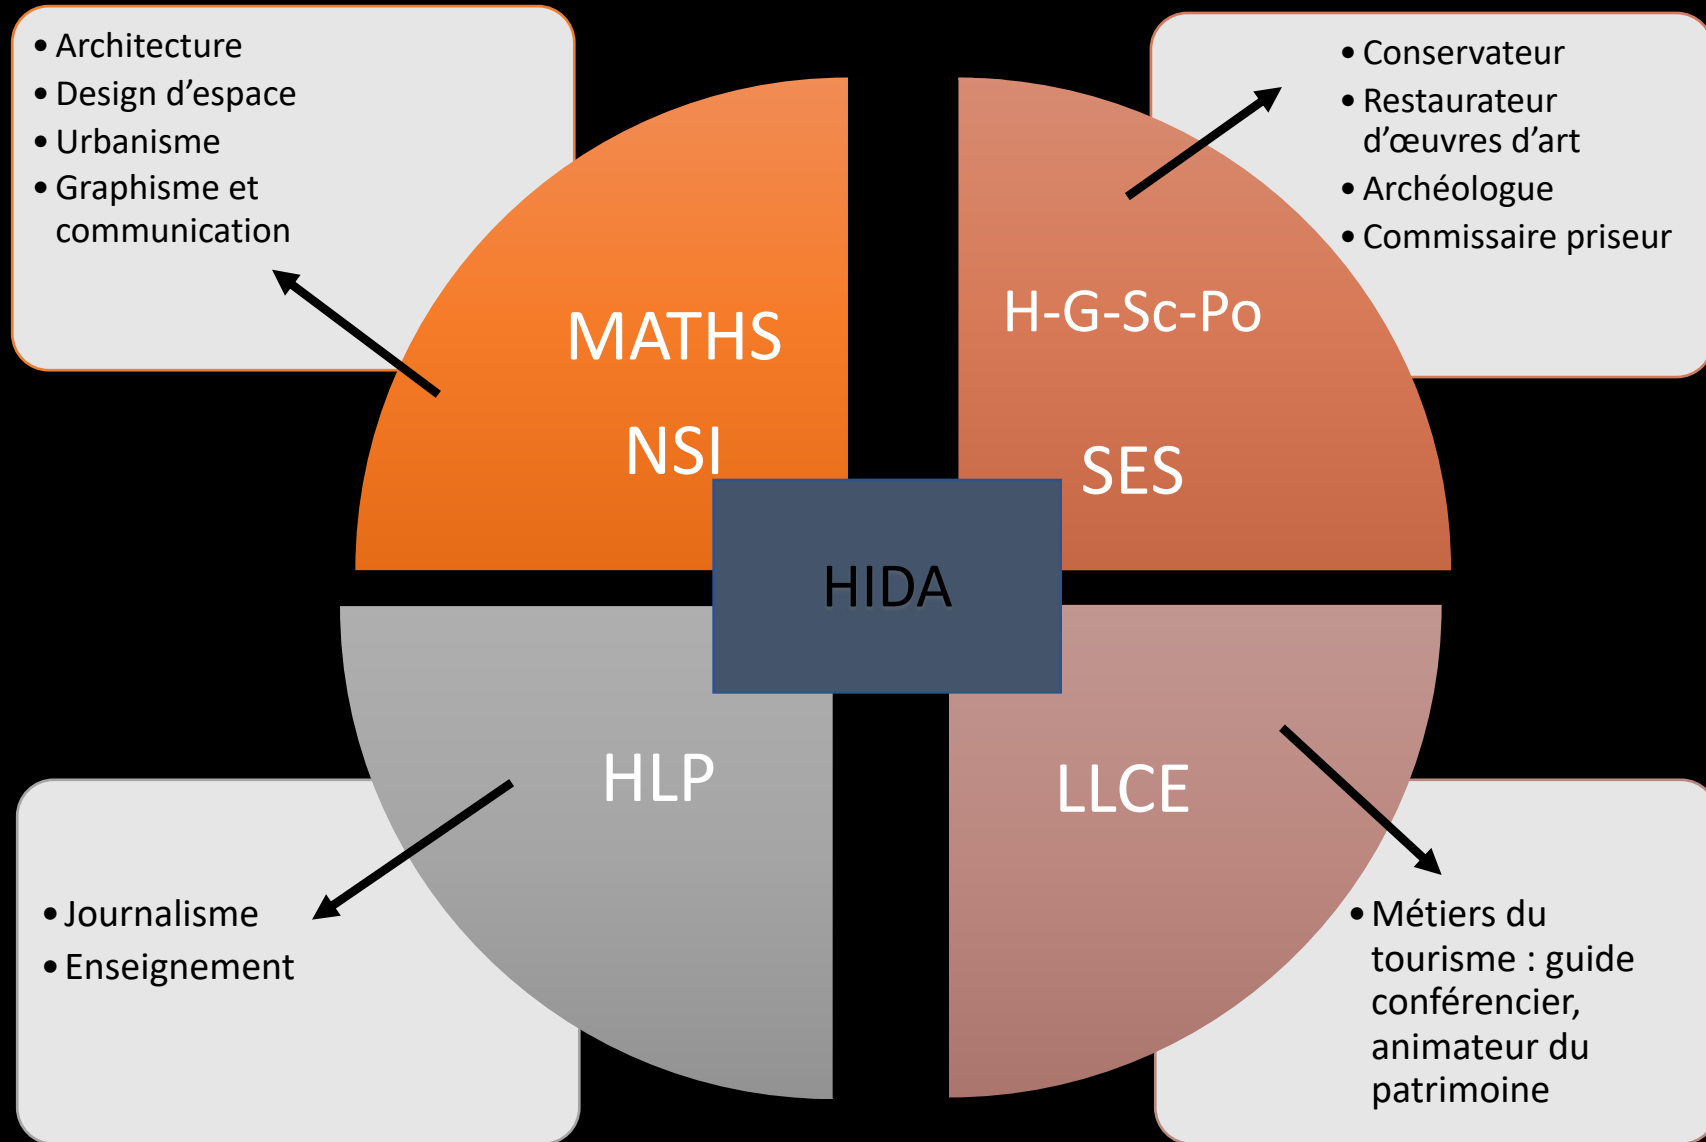 • Architecture
• Design d’espace
• Urbanisme
• Graphisme et
communication
• Conservateur
• Restaurateur
d’œuvres d’art
• Archéologue
• Commissaire priseur
MATHS
NSI
H-G-Sc-Po
SES
HIDA
HLP
LLCE
• Journalisme
• Enseignement
• Métiers du
tourisme : guide
conférencier,
animateur du
patrimoine